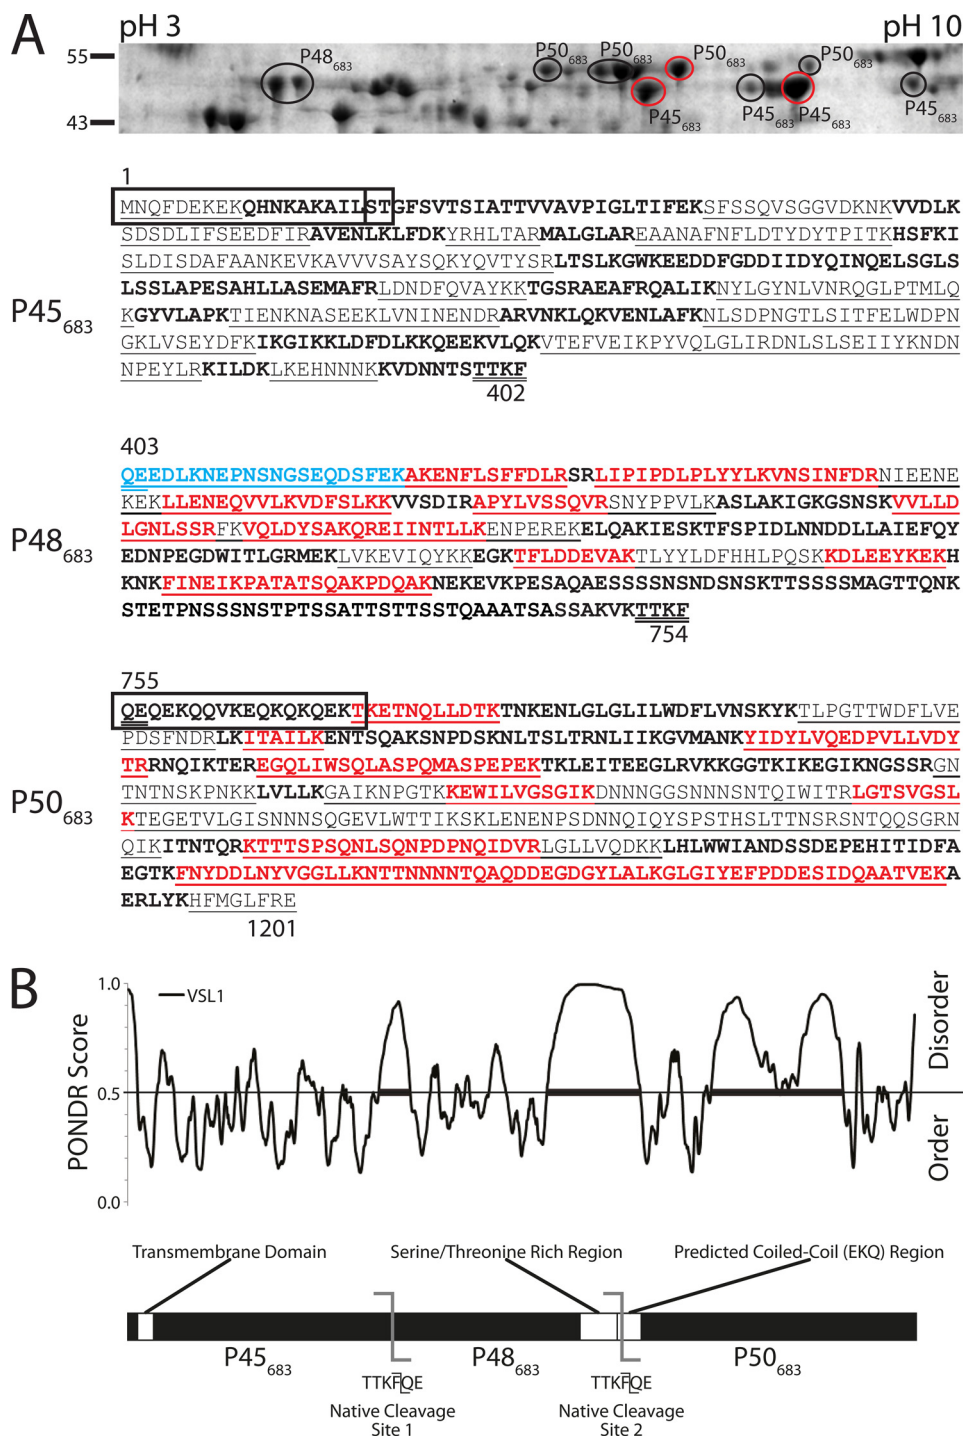 A
pH 3
pH 10
55
43
P48683
P50683
P50683
P50683
P50683
P45683
P45683
P45683
P45683
1
MNQFDEKEKQHNKAKAILSTGFSVTSIATTVVAVPIGLTIFEKSFSSQVSGGVDKNKVVDLK
SDSDLIFSEEDFIRAVENLKLFDKYRHLTARMALGLAREAANAFNFLDTYDYTPITKHSFKI
SLDISDAFAANKEVKAVVVSAYSQKYQVTYSRLTSLKGWKEEDDFGDDIIDYQINQELSGLS
LSSLAPESAHLLASEMAFRLDNDFQVAYKKTGSRAEAFRQALIKNYLGYNLVNRQGLPTMLQ
P45683
KGYVLAPKTIENKNASEEKLVNINENDRARVNKLQKVENLAFKNLSDPNGTLSITFELWDPN
GKLVSEYDFKIKGIKKLDFDLKKQEEKVLQKVTEFVEIKPYVQLGLIRDNLSLSEIIYKNDN
NPEYLRKILDKLKEHNNNKKVDNNTSTTKF
402
403
QEEDLKNEPNSNGSEQDSFEKAKENFLSFFDLRSRLIPIPDLPLYYLKVNSINFDRNIEENE
KEKLLENEQVVLKVDFSLKKVVSDIRAPYLVSSQVRSNYPPVLKASLAKIGKGSNSKVVLLD
LGNLSSRFKVQLDYSAKQREIINTLLKENPEREKELQAKIESKTFSPIDLNNDDLLAIEFQY
P48683
EDNPEGDWITLGRMEKLVKEVIQYKKEGKTFLDDEVAKTLYYLDFHHLPQSKKDLEEYKEKH
KNKFINEIKPATATSQAKPDQAKNEKEVKPESAQAESSSSNSNDSNSKTTSSSSMAGTTQNK
STETPNSSSNSTPTSSATTSTTSSTQAAATSASSAKVKTTKF
754
755
QEQEKQQVKEQKQKQEKTKETNQLLDTKTNKENLGLGLILWDFLVNSKYKTLPGTTWDFLVE
PDSFNDRLKITAILKENTSQAKSNPDSKNLTSLTRNLIIKGVMANKYIDYLVQEDPVLLVDY
TRRNQIKTEREGQLIWSQLASPQMASPEPEKTKLEITEEGLRVKKGGTKIKEGIKNGSSRGN
TNTNSKPNKKLVLLKGAIKNPGTKKEWILVGSGIKDNNNGGSNNNSNTQIWITRLGTSVGSL
P50683
KTEGETVLGISNNNSQGEVLWTTIKSKLENENPSDNNQIQYSPSTHSLTTNSRSNTQQSGRN
QIKITNTQRKTTTSPSQNLSQNPDPNQIDVRLGLLVQDKKLHLWWIANDSSDEPEHITIDFA
EGTKFNYDDLNYVGGLLKNTTNNNNTQAQDDEGDGYLALKGLGIYEFPDDESIDQAATVEKA
ERLYKHFMGLFRE
1201
B
1.0
VSL1
Disorder
PONDR Score
0.5
Order
0.0
Transmembrane Domain
Serine/Threonine Rich Region
Predicted Coiled-Coil (EKQ) Region
P45683
P48683
P50683
TTKFQE
TTKFQE
Native Cleavage
Site 1
Native Cleavage
Site 2